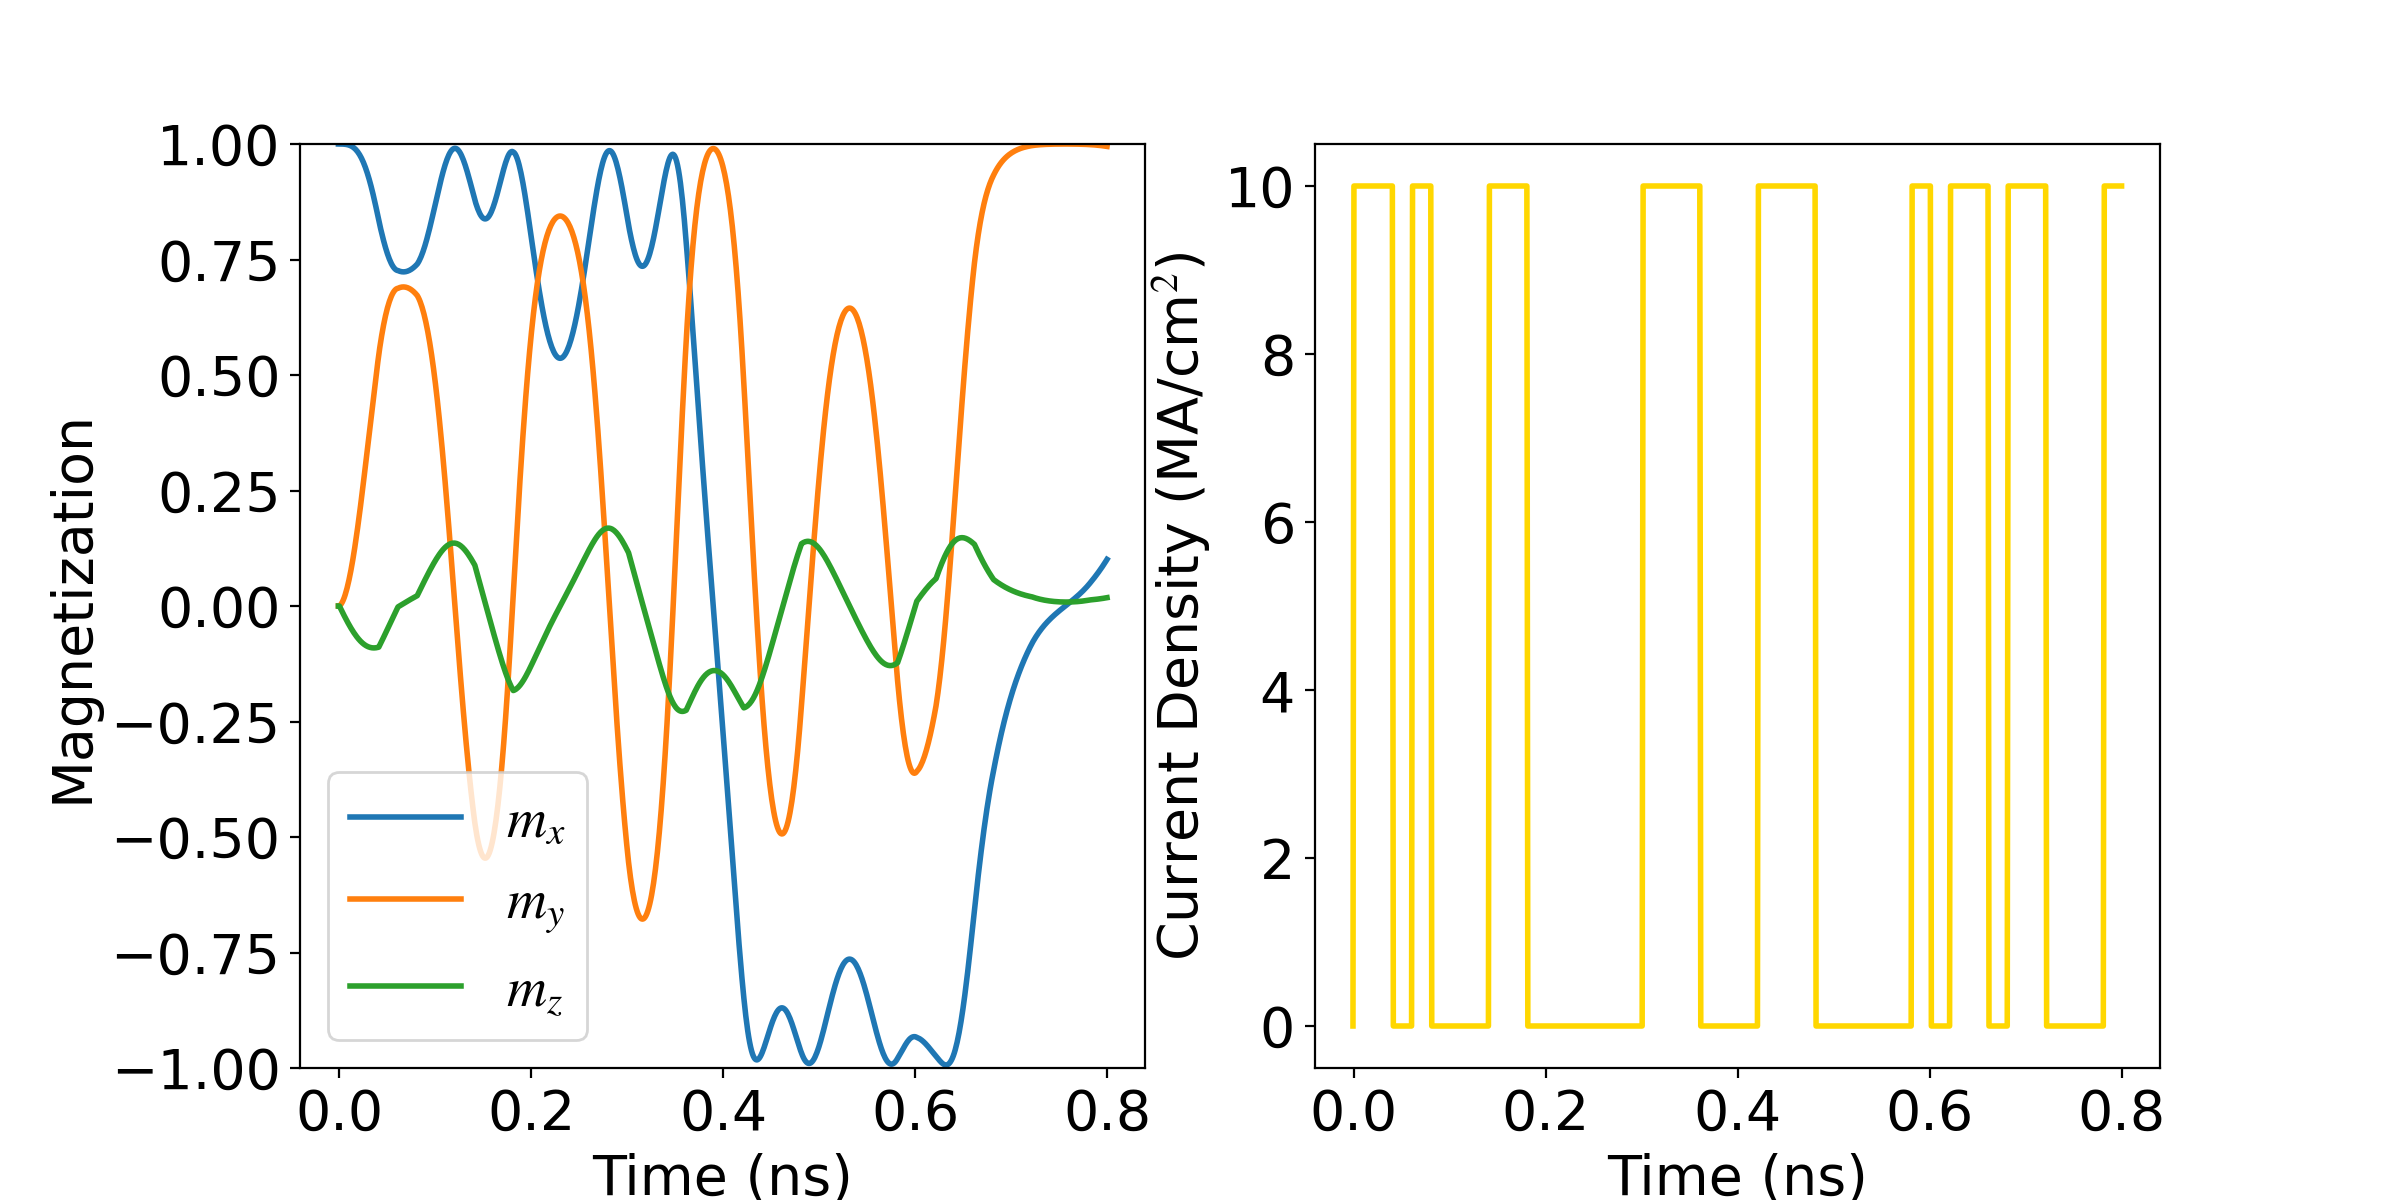 Magnetization
1.00
0.75
0.50
0.25
0.00
−0.25
−0.50
−0.75
−1.00
m_x
m_y
m_z
0.0 0.2 0.4 0.6 0.8
Time (ns)
Current Density (MA/cm²)
10
8
6
4
2
0
0.0 0.2 0.4 0.6 0.8
Time (ns)